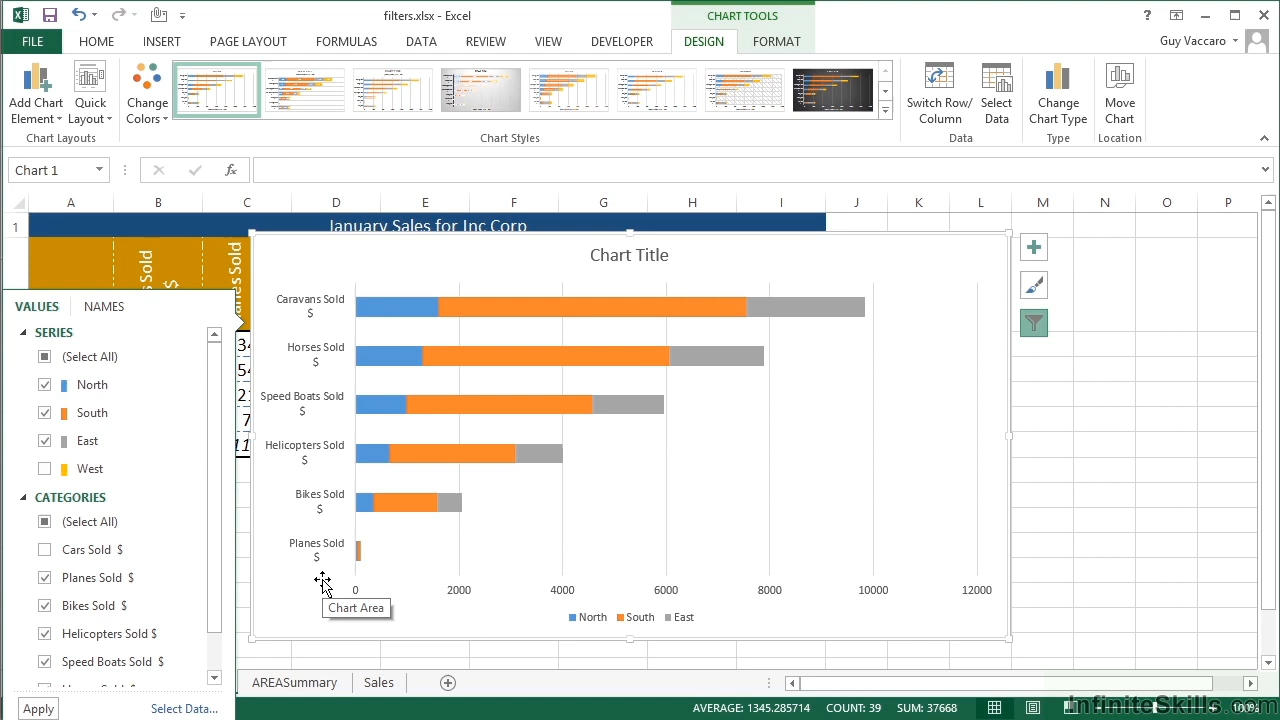 filters.xlsx - Excel
CHART TOOLS
FILE HOME INSERT PAGE LAYOUT FORMULAS DATA REVIEW VIEW DEVELOPER DESIGN FORMAT
Guy Vaccaro
Add Chart Element
Quick Layout
Change Colors
Switch Row/ Column
Select Data
Change Chart Type
Move Chart
Chart Layouts
Chart Styles
Data
Type
Location
Chart 1
fx
A B C D E F G H I J K L M N O P
1
January Sales for Inc Corp
Chart Title
Caravans Sold
$
Horses Sold
$
Speed Boats Sold
$
Helicopters Sold
$
Bikes Sold
$
Planes Sold
$
0 2000 4000 6000 8000 10000 12000
North South East
Chart Area
VALUES NAMES
SERIES
(Select All)
North
South
East
West
CATEGORIES
(Select All)
Cars Sold $
Planes Sold $
Bikes Sold $
Helicopters Sold $
Speed Boats Sold $
Apply
Select Data...
AREASummary Sales
AVERAGE: 1345.285714 COUNT: 39 SUM: 37668
InfiniteSkills.com